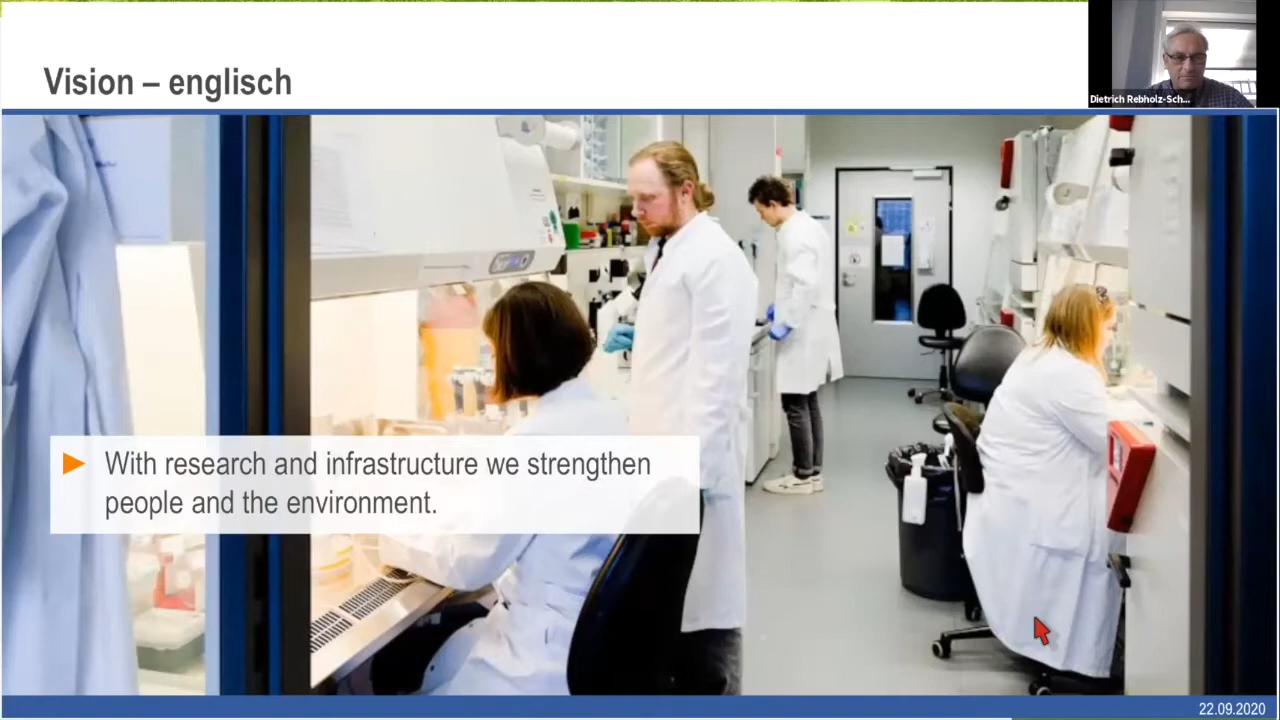 Vision – englisch
Dietrich Rebholz-Sch...
With research and infrastructure we strengthen
people and the environment.
22.09.2020